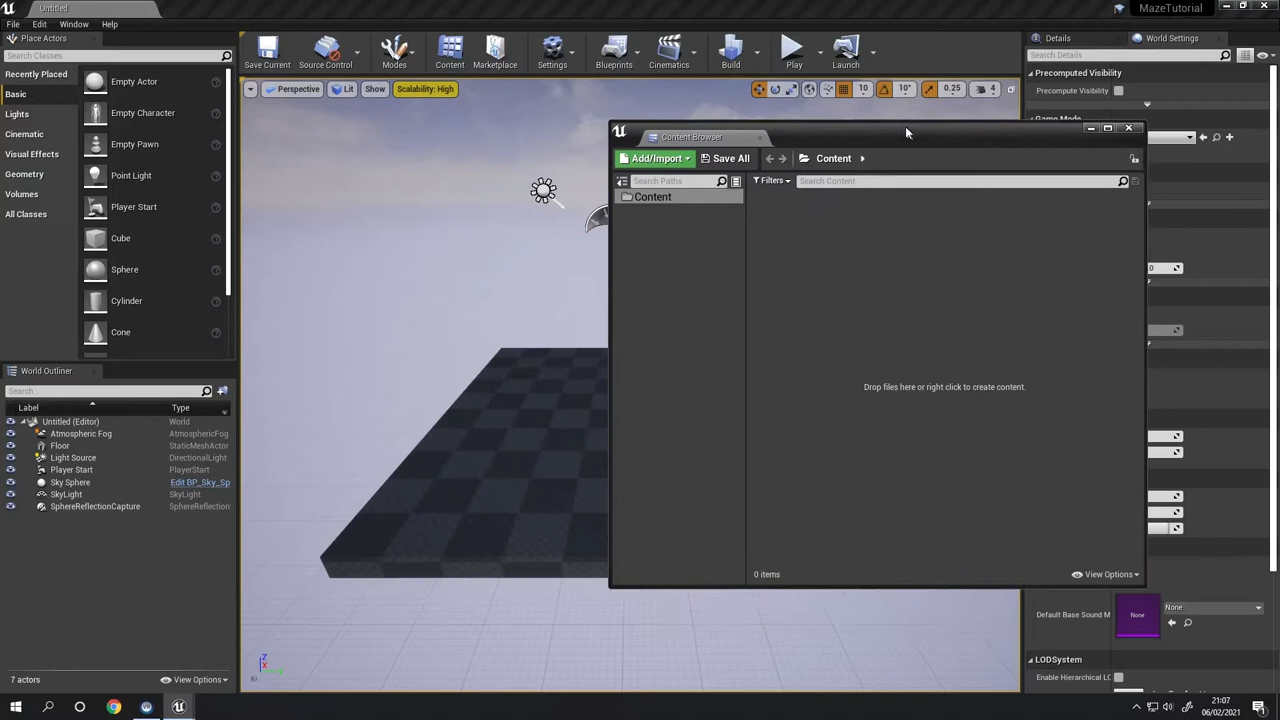 Untitled
MazeTutorial
File Edit Window Help
Place Actors
Search Classes
Recently Placed
Basic
Lights
Cinematic
Visual Effects
Geometry
Volumes
All Classes
Empty Actor
Empty Character
Empty Pawn
Point Light
Player Start
Cube
Sphere
Cylinder
Cone
Save Current
Source Control
Modes
Content
Marketplace
Settings
Blueprints
Cinematics
Build
Play
Launch
Perspective
Lit
Show
Scalability: High
10
10°
0.25
4
Details
World Settings
Search Details
Precomputed Visibility
Precompute Visibility
Content Browser
Add/Import
Save All
Content
Search Paths
Filters
Search Content
Content
Drop files here or right click to create content.
0 items
View Options
0
World Outliner
Search...
Label Type
Untitled (Editor) World
Atmospheric Fog AtmosphericFog
Floor StaticMeshActor
Light Source DirectionalLight
Player Start PlayerStart
Sky Sphere Edit BP_Sky_Sp
SkyLight SkyLight
SphereReflectionCapture SphereReflection
7 actors
View Options
Z
X
Default Base Sound M
None
None
LODSystem
Enable Hierarchical LC
21:07
06/02/2021
1